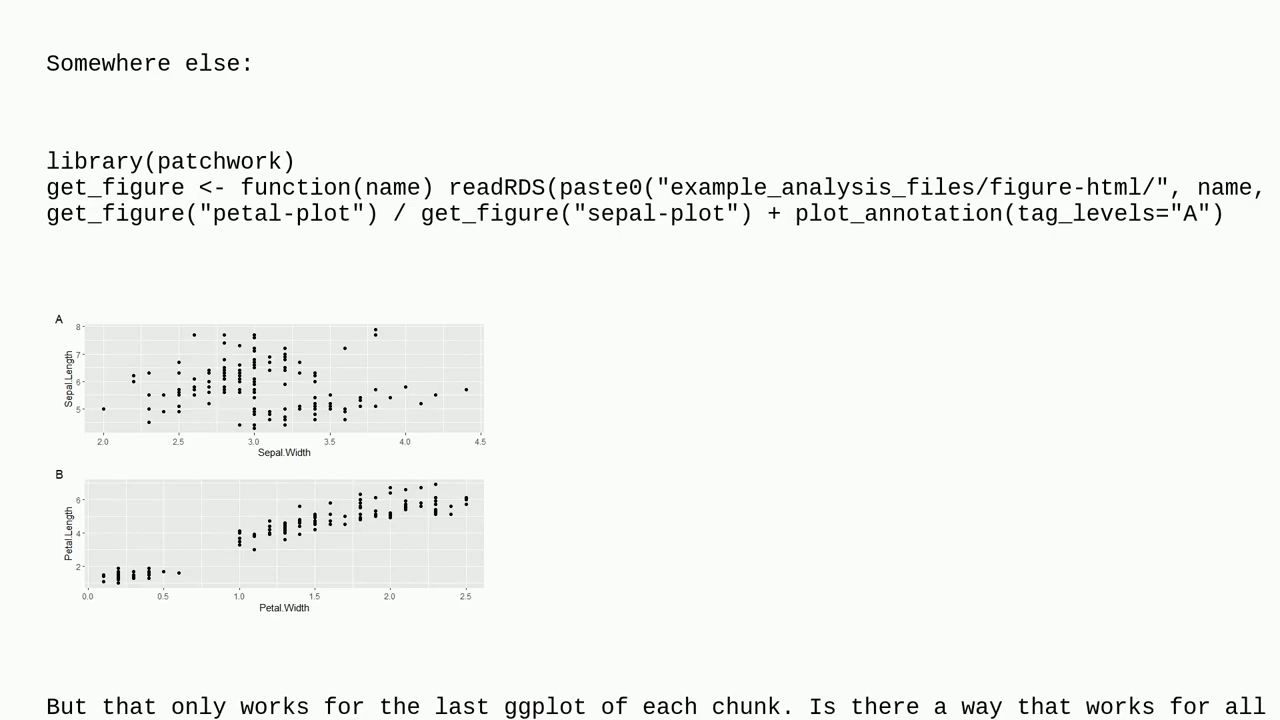 Somewhere else:
library(patchwork)
get_figure <- function(name) readRDS(paste0("example_analysis_files/figure-html/", name,
get_figure("petal-plot") / get_figure("sepal-plot") + plot_annotation(tag_levels="A")
A
Sepal.Length
8
7
6
5
2.0 2.5 3.0 3.5 4.0 4.5
Sepal.Width
B
Petal.Length
6
4
2
0.0 0.5 1.0 1.5 2.0 2.5
Petal.Width
But that only works for the last ggplot of each chunk. Is there a way that works for all